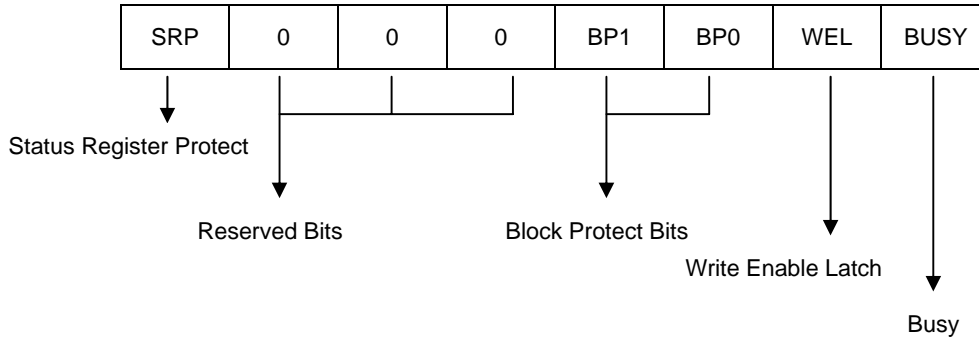 SRP 0 0 0 BP1 BP0 WEL BUSY
Status Register Protect
Reserved Bits Block Protect Bits
Write Enable Latch
Busy